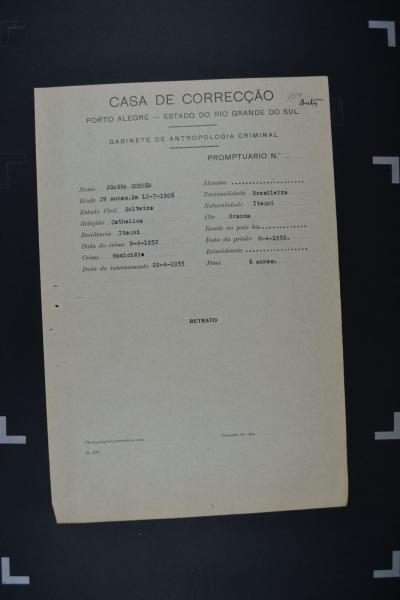 CASA DE CORRECÇÃO
PORTO ALEGRE — ESTADO DO RIO GRANDE DO SUL
GABINETE DE ANTROPOLOGIA CRIMINAL
PROMPTUARIO N.º
Nome JOANNA CORRÊA
Idade 29 annos. Em 12-7-1906
Estado Civil Solteira
Religião Catholica
Residencia Itaqui
Data do crime 8-4-1932
Crime Homicidio
Data do internamento 20-4-1933
Alcunha ....................
Nacionalidade Brasileira
Naturalidade Itaqui
Côr Branca
Reside no paiz ha..............
Data da prisão 8-4-1932.
Reincidencia ..................
Pena 6 annos.
RETRATO